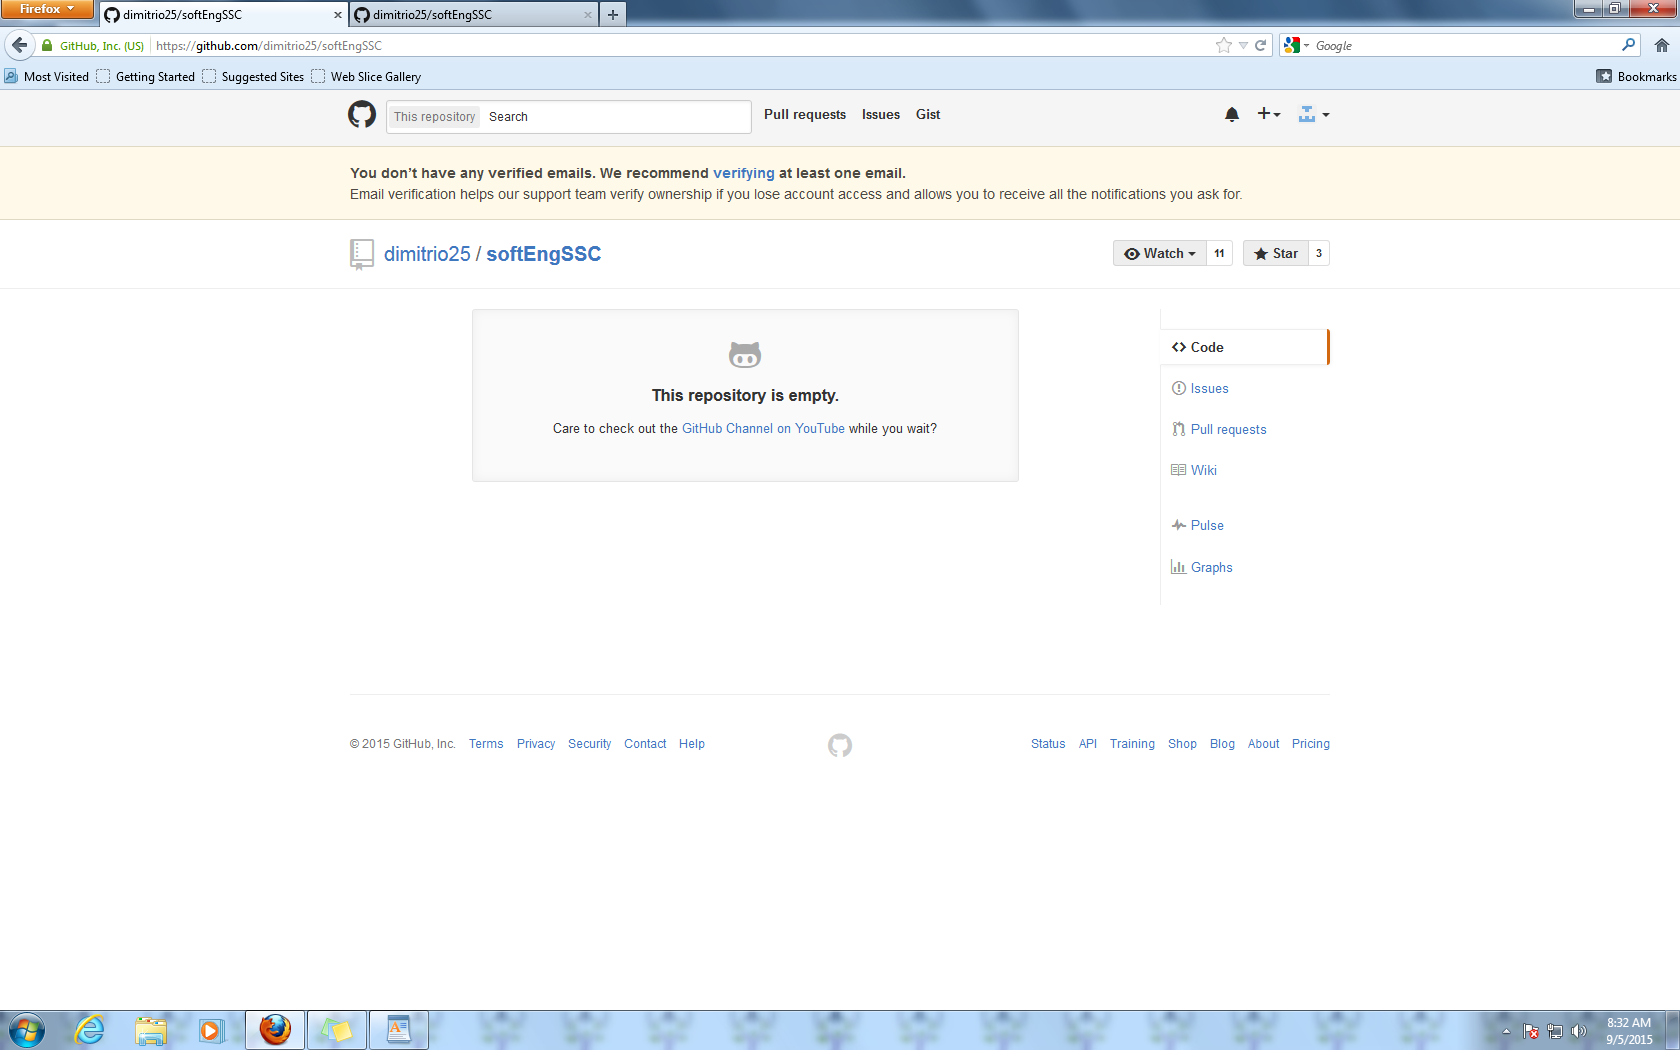 Firefox
dimitrio25/softEngSSC
dimitrio25/softEngSSC
GitHub, Inc. (US)
https://github.com/dimitrio25/softEngSSC
Google
Most Visited
Getting Started
Suggested Sites
Web Slice Gallery
Bookmarks
This repository
Search
Pull requests
Issues
Gist
You don’t have any verified emails. We recommend verifying at least one email.
Email verification helps our support team verify ownership if you lose account access and allows you to receive all the notifications you ask for.
dimitrio25 / softEngSSC
Watch
11
Star
3
This repository is empty.
Care to check out the GitHub Channel on YouTube while you wait?
Code
Issues
Pull requests
Wiki
Pulse
Graphs
© 2015 GitHub, Inc.
Terms
Privacy
Security
Contact
Help
Status
API
Training
Shop
Blog
About
Pricing
8:32 AM
9/5/2015